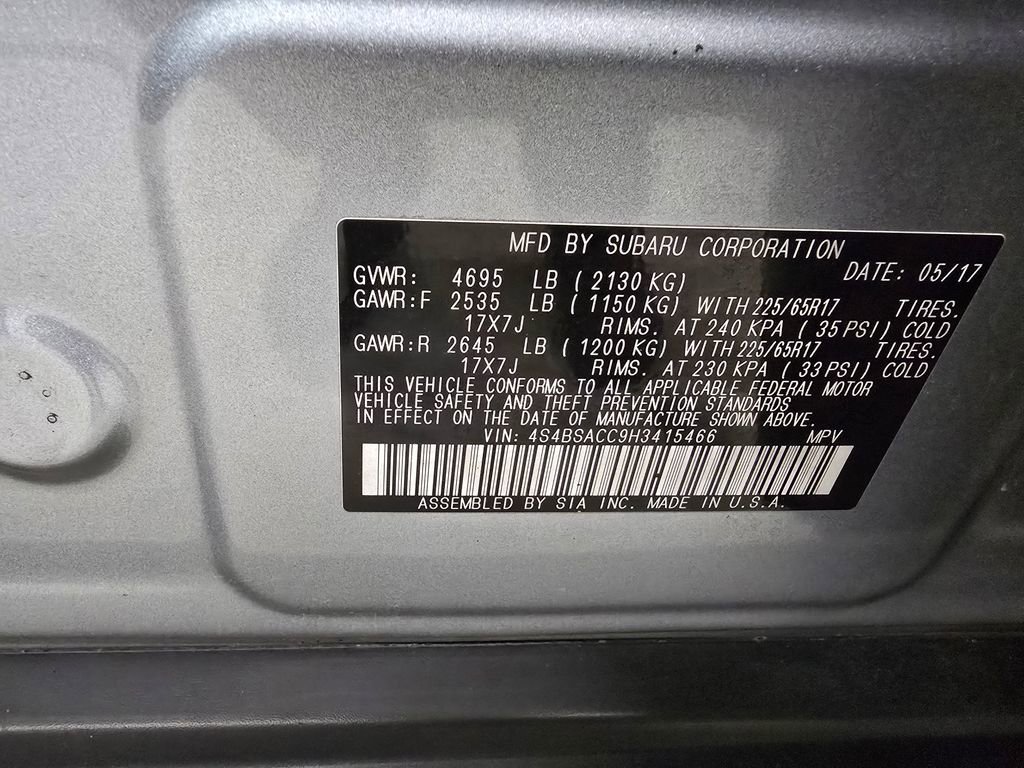 MFD BY SUBARU CORPORATION
DATE: 05/17
GVWR: 4695 LB (2130 KG)
GAWR:F 2535 LB (1150 KG) WITH 225/65R17 TIRES.
17X7J RIMS. AT 240 KPA (35 PSI) COLD
GAWR:R 2645 LB (1200 KG) WITH 225/65R17 TIRES.
17X7J RIMS. AT 230 KPA (33 PSI) COLD
THIS VEHICLE CONFORMS TO ALL APPLICABLE FEDERAL MOTOR
VEHICLE SAFETY AND THEFT PREVENTION STANDARDS
IN EFFECT ON THE DATE OF MANUFACTURE SHOWN ABOVE.
VIN: 4S4BSACC9H3415466 MPV
ASSEMBLED BY SIA INC. MADE IN U.S.A.